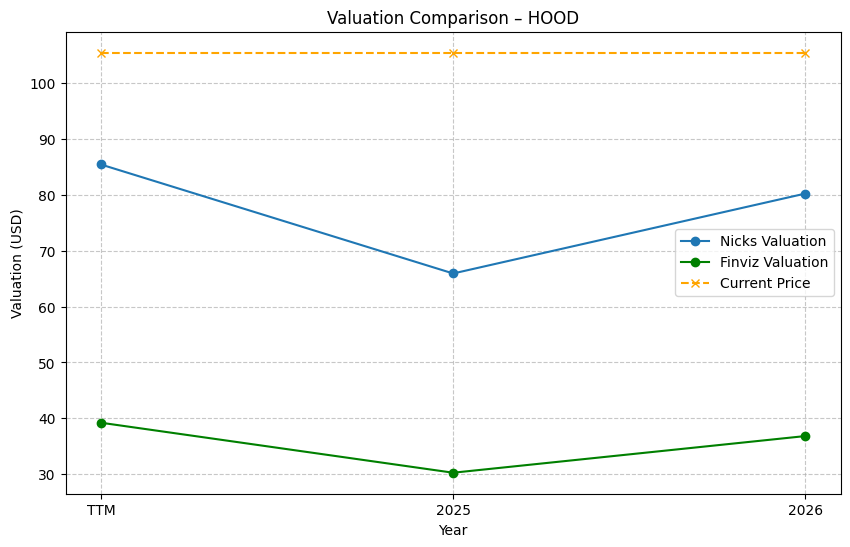 Valuation Comparison – HOOD
Valuation (USD)
100
90
80
70
60
50
40
30
Nicks Valuation
Finviz Valuation
Current Price
TTM
2025
2026
Year